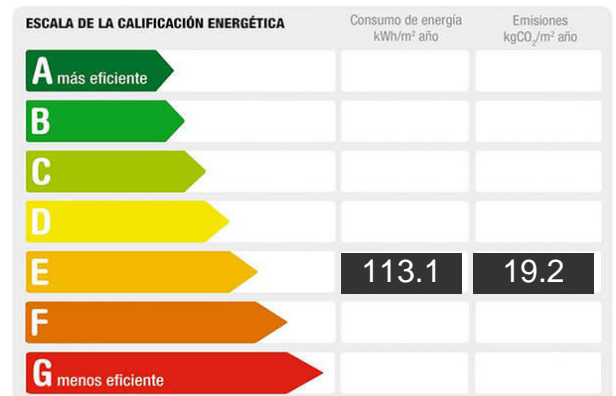 ESCALA DE LA CALIFICACIÓN ENERGÉTICA
Consumo de energía
kWh/m² año
Emisiones
kgCO₂/m² año
A más eficiente
B
C
D
E 113.1 19.2
F
G menos eficiente